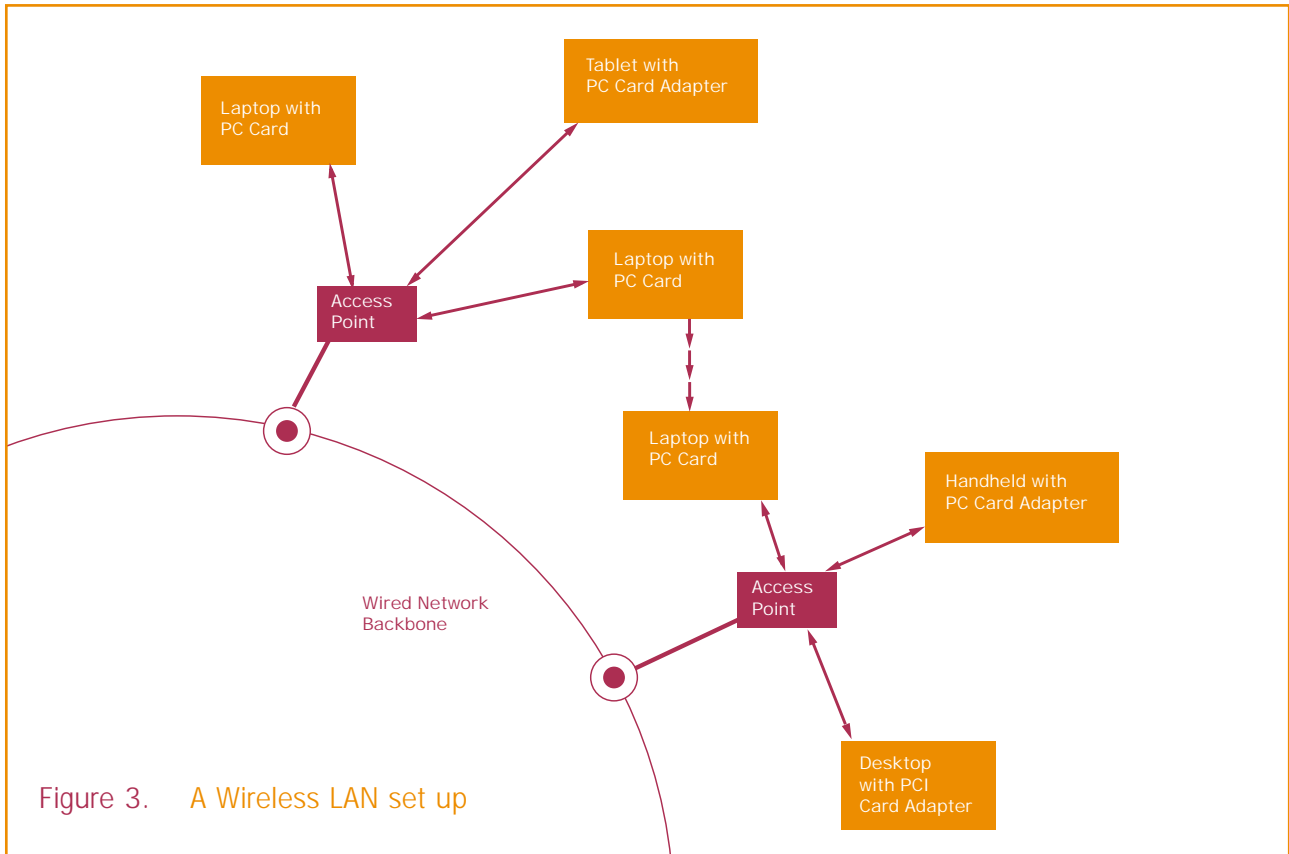 Tablet with
PC Card Adapter
Laptop with
PC Card
Laptop with
PC Card
Access
Point
Laptop with
PC Card
Handheld with
PC Card Adapter
Access
Point
Wired Network
Backbone
Desktop
with PCI
Card Adapter
Figure 3. A Wireless LAN set up